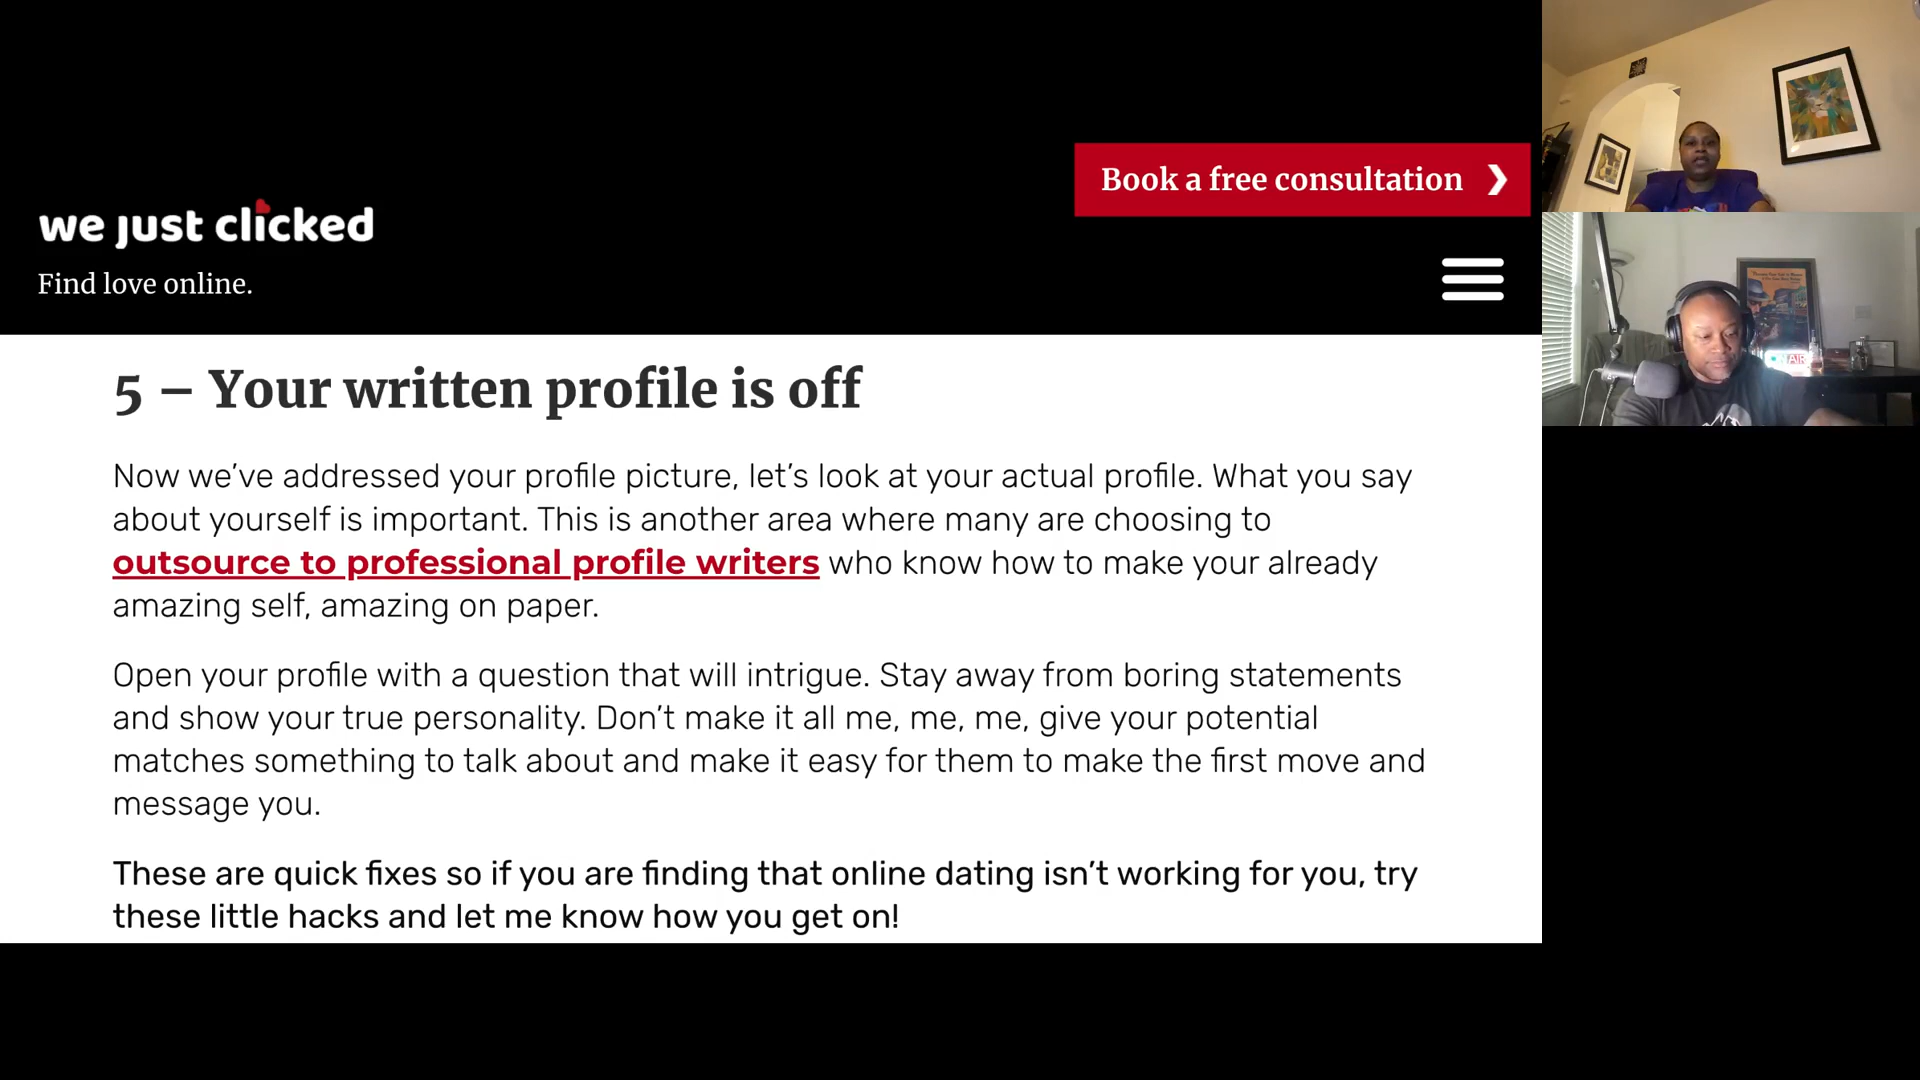 Book a free consultation
we just clicked
Find love online.
5 – Your written profile is off
Now we’ve addressed your profile picture, let’s look at your actual profile. What you say
about yourself is important. This is another area where many are choosing to
outsource to professional profile writers who know how to make your already
amazing self, amazing on paper.
Open your profile with a question that will intrigue. Stay away from boring statements
and show your true personality. Don’t make it all me, me, me, give your potential
matches something to talk about and make it easy for them to make the first move and
message you.
These are quick fixes so if you are finding that online dating isn’t working for you, try
these little hacks and let me know how you get on!